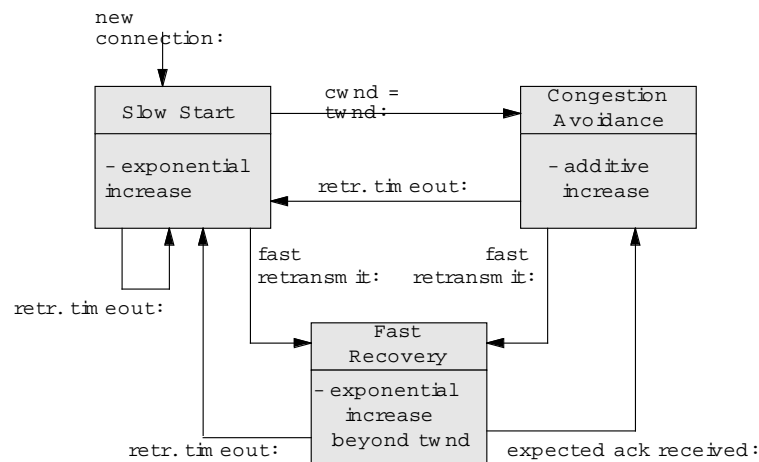 new
connection:
Slow Start
- exponential
increase
cwnd =
twnd:
Congestion
Avoidance
- additive
increase
retr. timeout:
fast
retransmit:
fast
retransmit:
retr. timeout:
Fast
Recovery
- exponential
increase
beyond twnd
retr. timeout:
expected ack received: